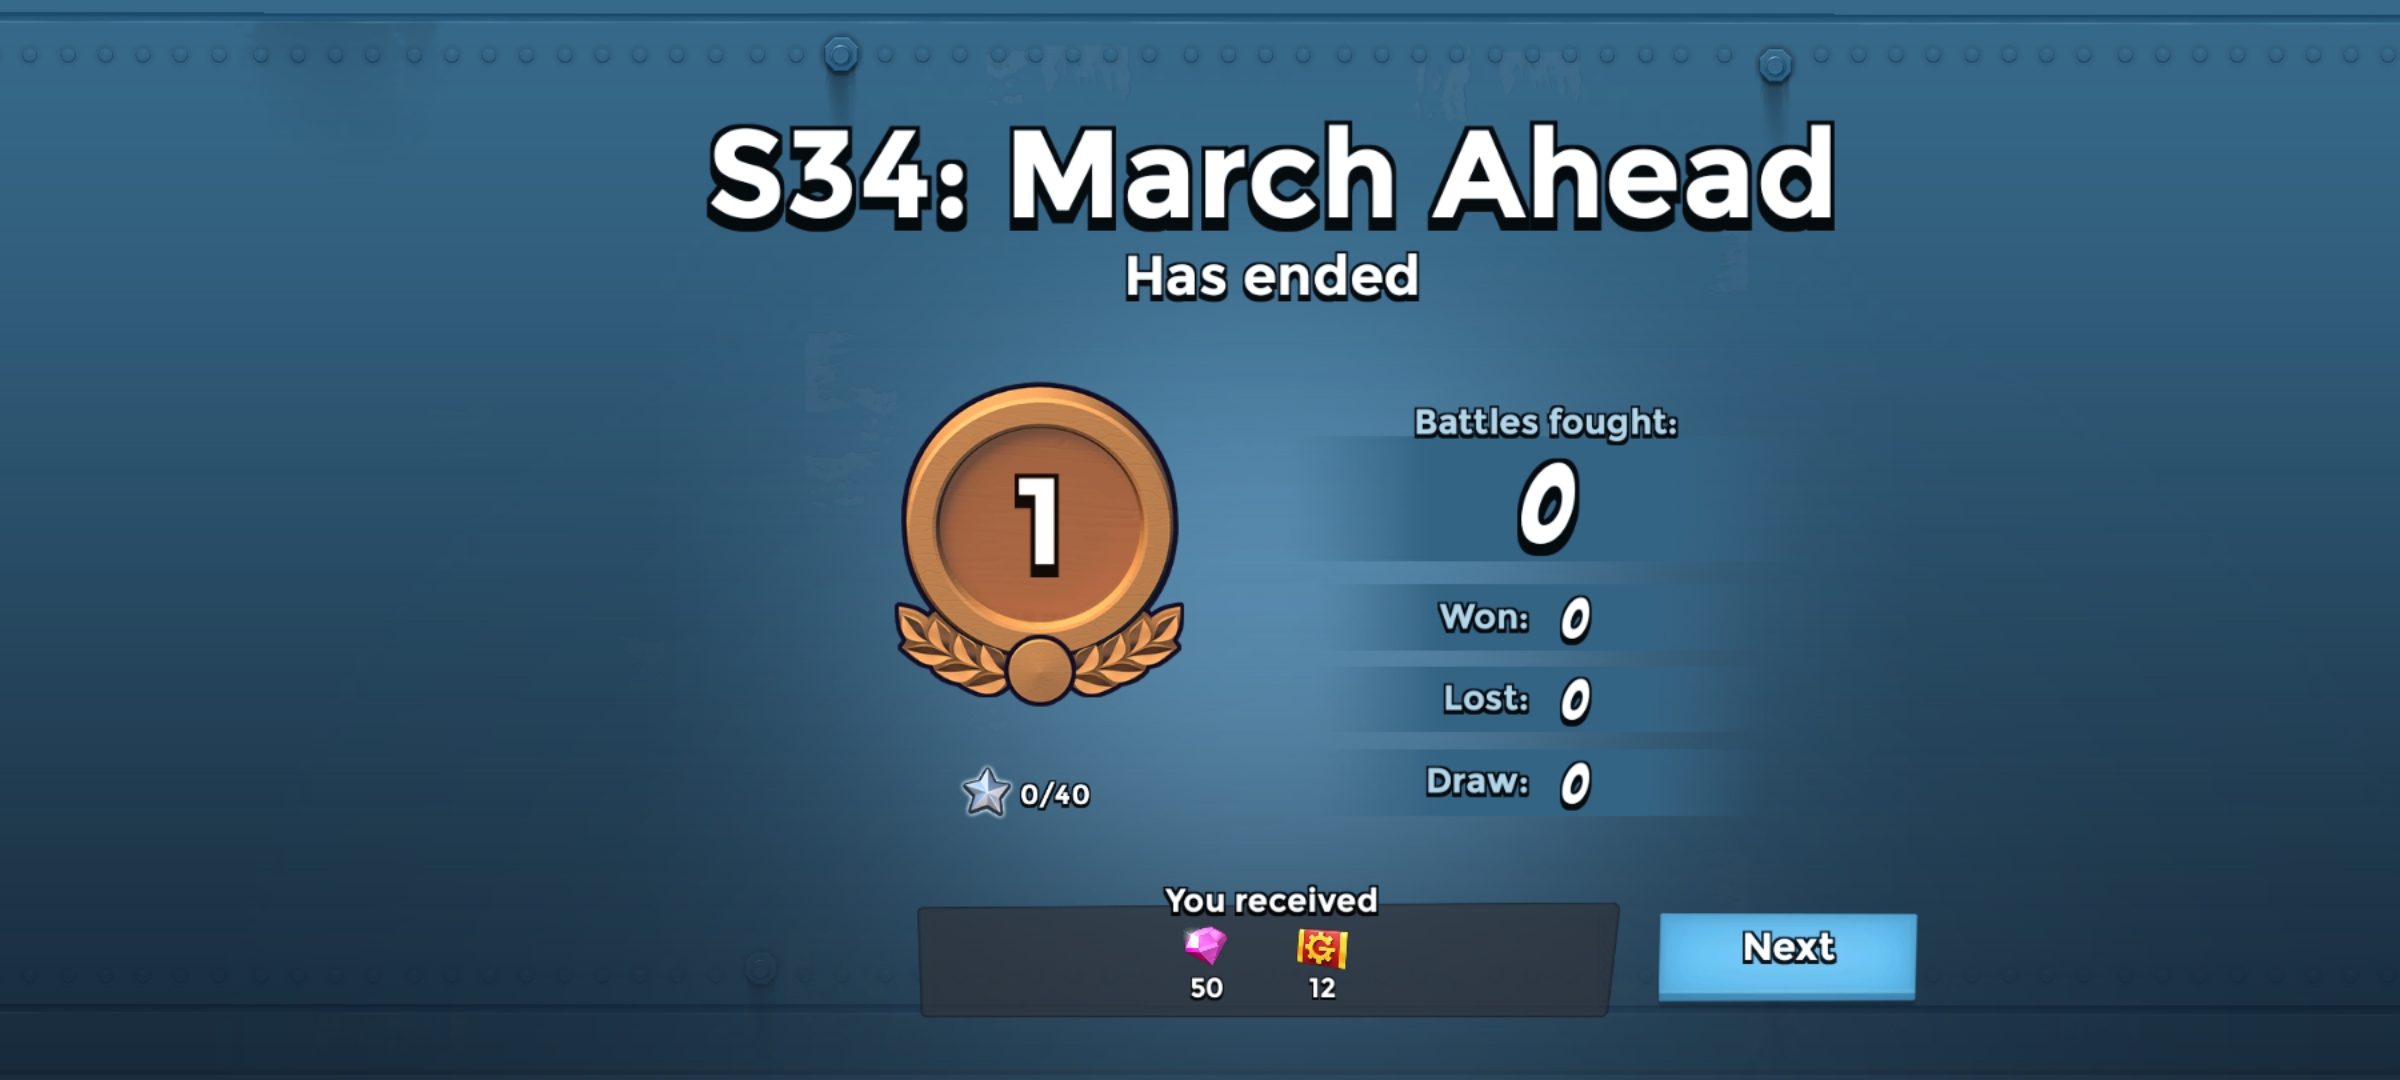 S34: March Ahead
Has ended
1
0/40
Battles fought:
0
Won: 0
Lost: 0
Draw: 0
You received
G
50 12
Next